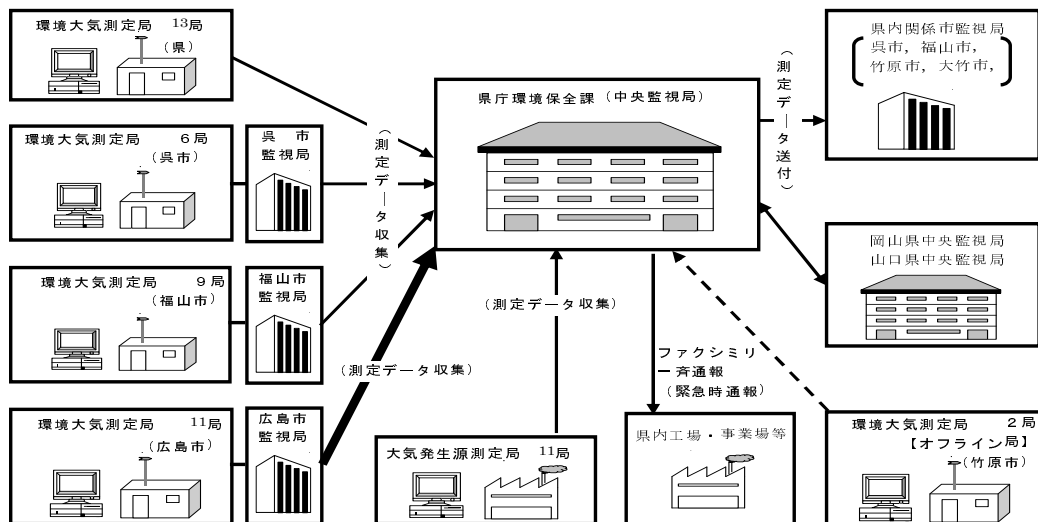 環境大気測定局 13局
(県)
環境大気測定局 6局
(呉市)
呉 市
監視局
環境大気測定局 9局
(福山市)
福山市
監視局
環境大気測定局 11局
(広島市)
広島市
監視局
(測定データ収集)
(測定データ収集)
県庁環境保全課(中央監視局)
(測定データ収集)
大気発生源測定局 11局
ファクシミリ
一斉通報
(緊急時通報)
県内工場・事業場等
(測定データ送付)
県内関係市監視局
呉市, 福山市,
竹原市, 大竹市,
岡山県中央監視局
山口県中央監視局
環境大気測定局 2局
【オフライン局】
(竹原市)